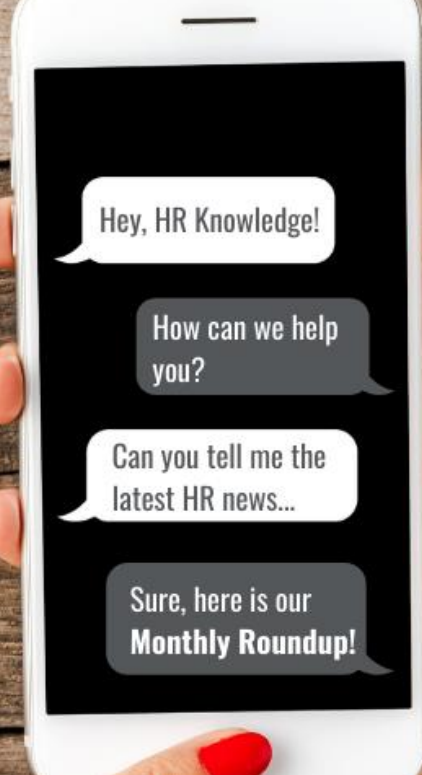 Hey, HR Knowledge!
How can we help
you?
Can you tell me the
latest HR news...
Sure, here is our
Monthly Roundup!